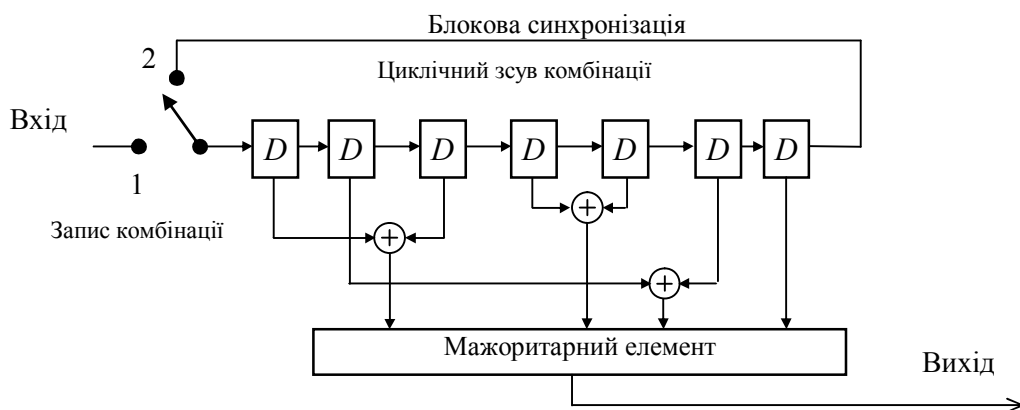 Блокова синхронізація
2
Циклічний зсув комбінації
Вхід
D D D D D D D
1
Запис комбінації
+
+
+
Мажоритарний елемент
Вихід